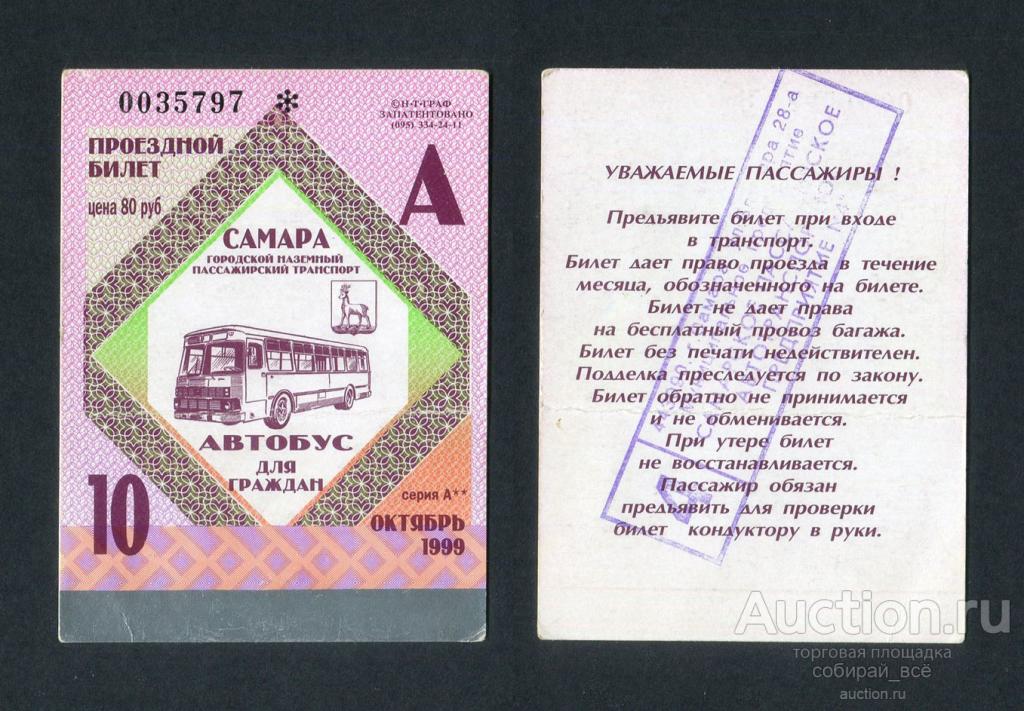 0035797
©Н·Т·ГРАФ
ЗАПАТЕНТОВАНО
(095) 334-24-11
ПРОЕЗДНОЙ
БИЛЕТ
цена 80 руб
А
САМАРА
ГОРОДСКОЙ НАЗЕМНЫЙ
ПАССАЖИРСКИЙ ТРАНСПОРТ
АВТОБУС
ДЛЯ
ГРАЖДАН
10
серия А**
ОКТЯБРЬ
1999
УВАЖАЕМЫЕ ПАССАЖИРЫ !
Предьявите билет при входе
в транспорт.
Билет дает право проезда в течение
месяца, обозначенного на билете.
Билет не дает права
на бесплатный провоз багажа.
Билет без печати недействителен.
Подделка преследуется по закону.
Билет обратно не принимается
и не обменивается.
При утере билет
не восстанавливается.
Пассажир обязан
предьявить для проверки
билет кондуктору в руки.
Auction.ru
торговая площадка
собирай_всё
auction.ru